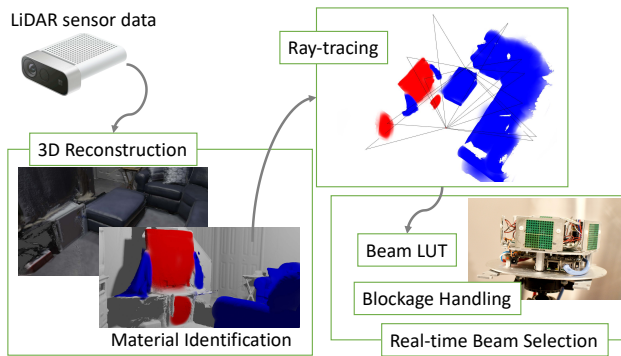 LiDAR sensor data
3D Reconstruction
Material Identification
Ray-tracing
Beam LUT
Blockage Handling
Real-time Beam Selection